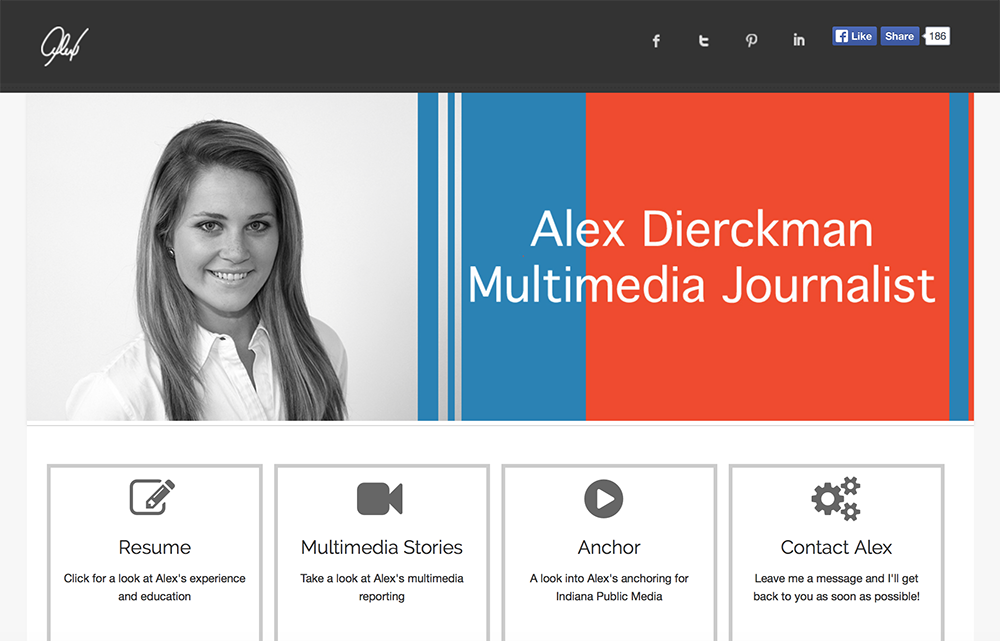 Alex
Like Share 186
Alex Dierckman
Multimedia Journalist
Resume
Click for a look at Alex's experience
and education
Multimedia Stories
Take a look at Alex's multimedia
reporting
Anchor
A look into Alex's anchoring for
Indiana Public Media
Contact Alex
Leave me a message and I'll get
back to you as soon as possible!